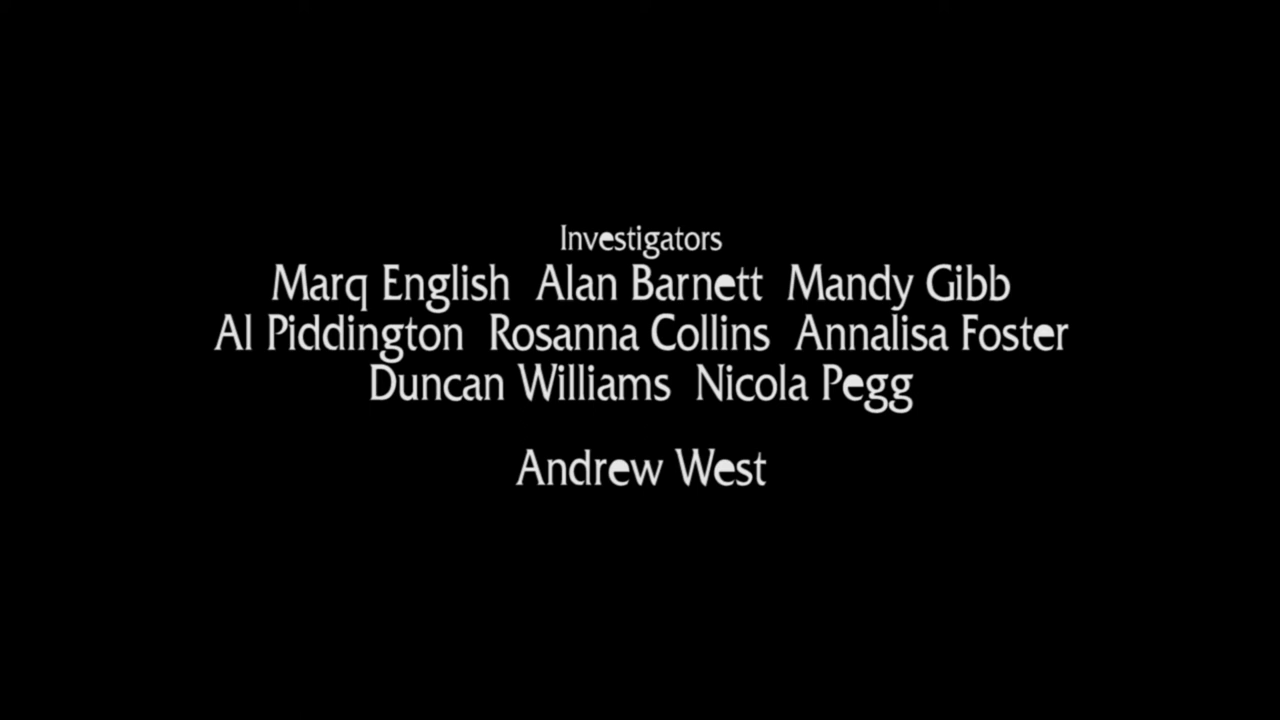 Investigators
Marq English Alan Barnett Mandy Gibb
Al Piddington Rosanna Collins Annalisa Foster
Duncan Williams Nicola Pegg
Andrew West